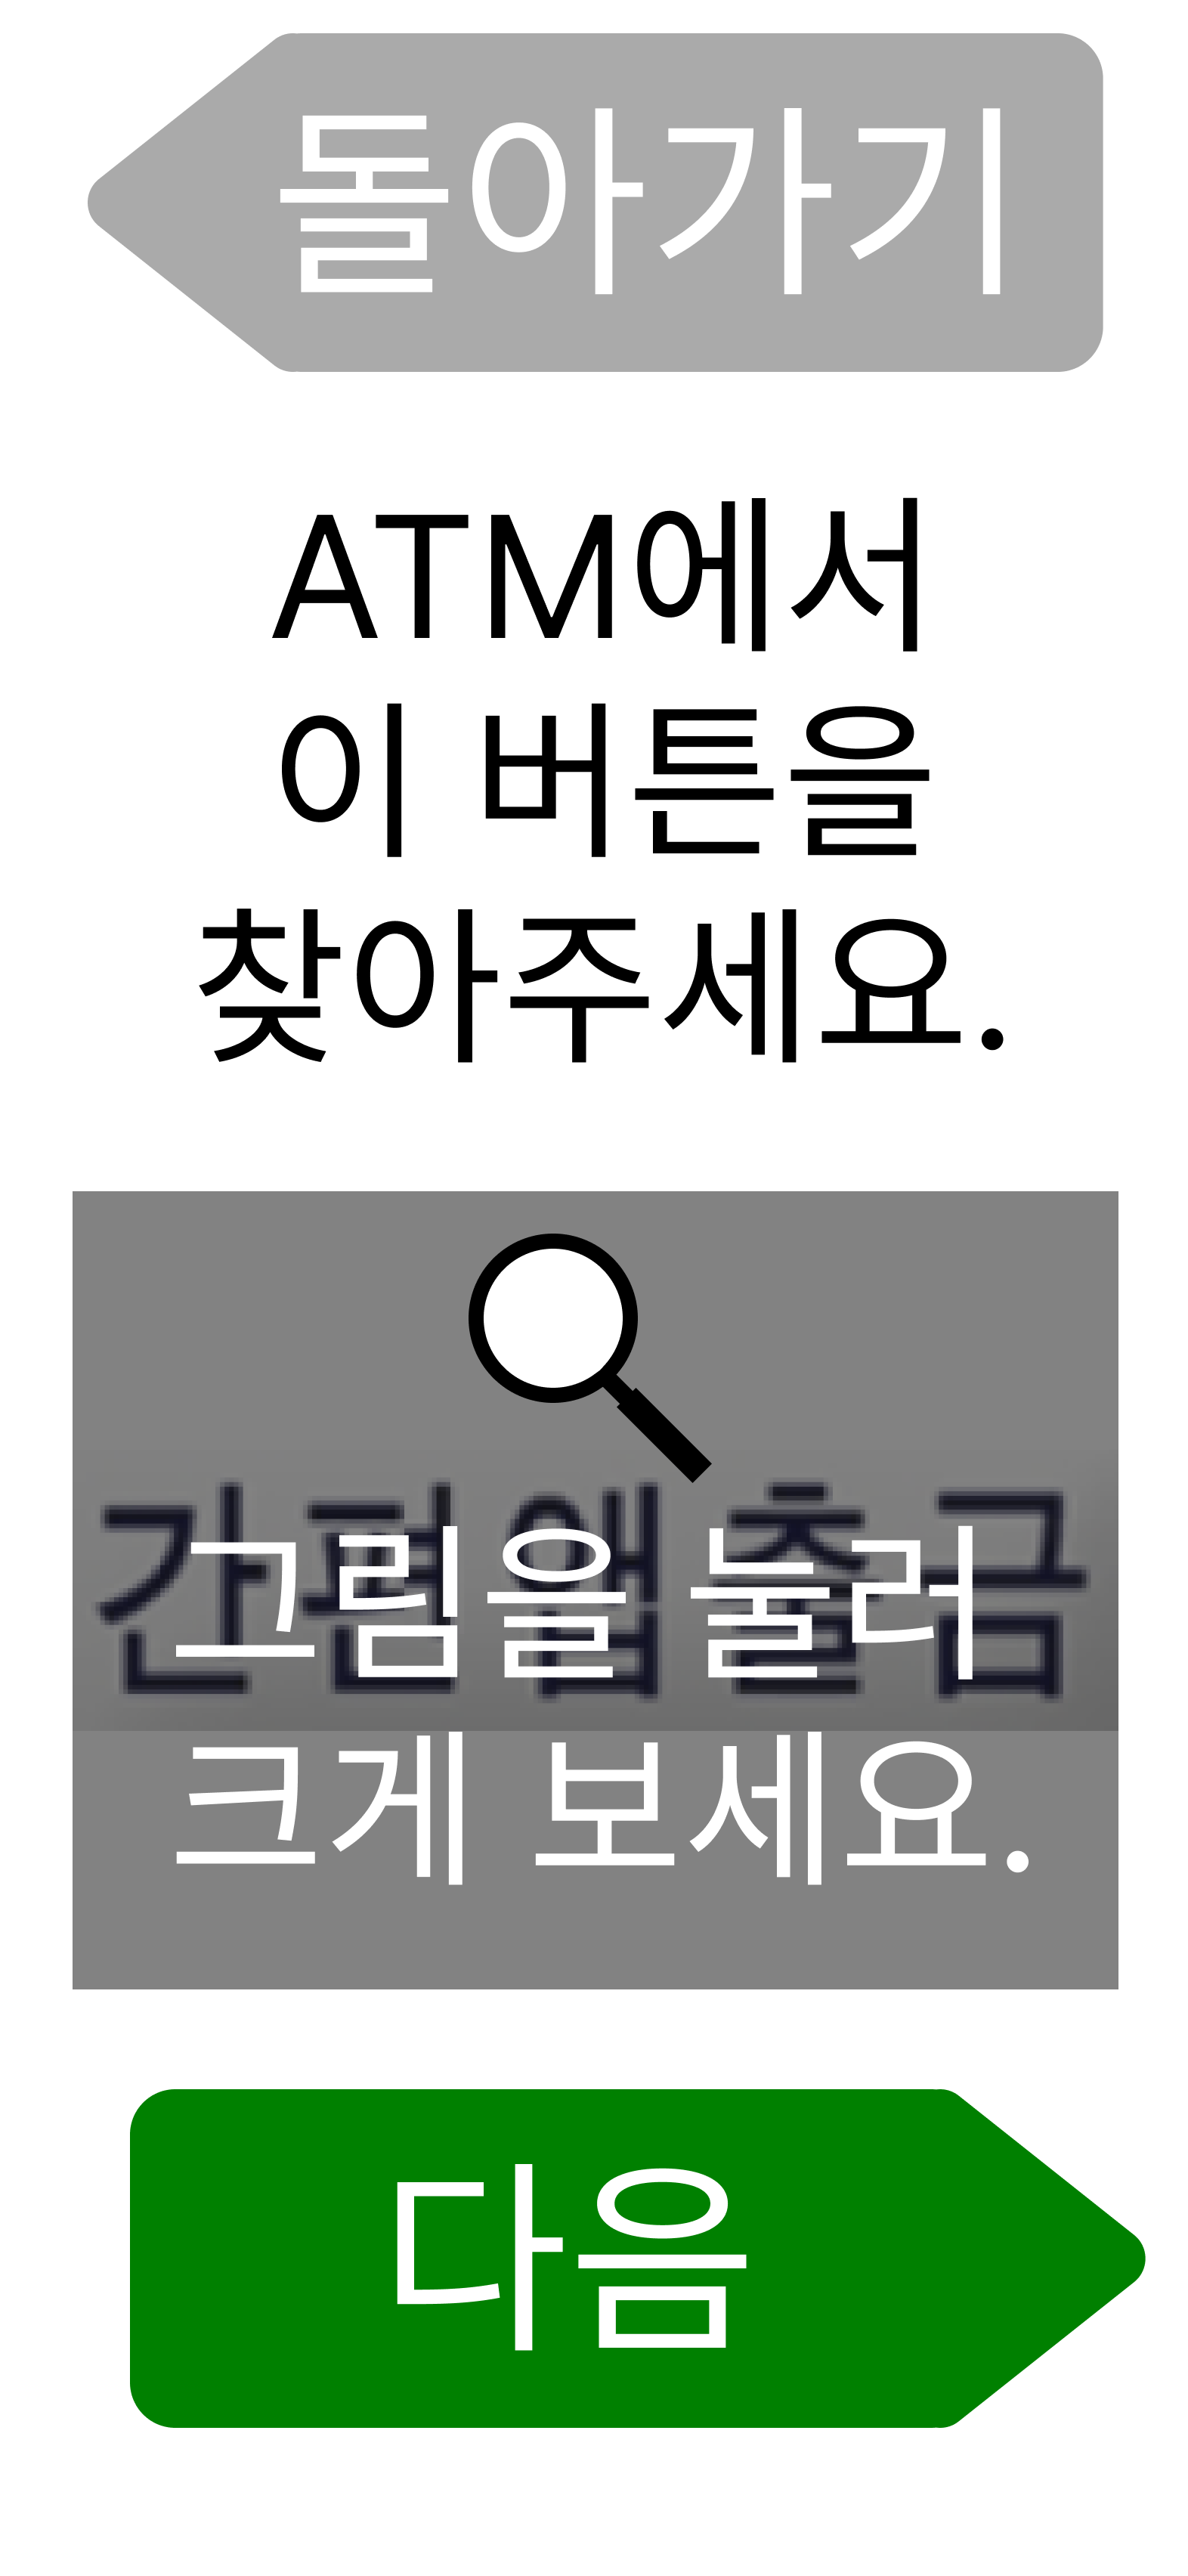 돌아가기
ATM에서
이 버튼을
찾아주세요.
간편앱출금
그림을 눌러
크게 보세요.
다음